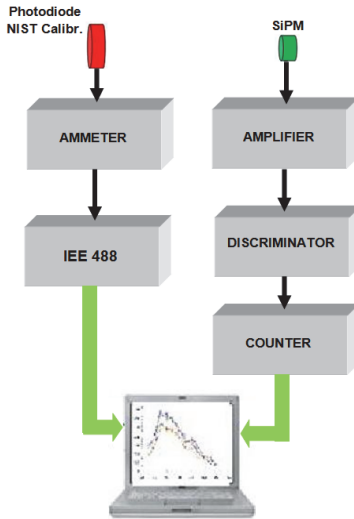 Photodiode
NIST Calibr.
SiPM
AMMETER
AMPLIFIER
IEE 488
DISCRIMINATOR
COUNTER